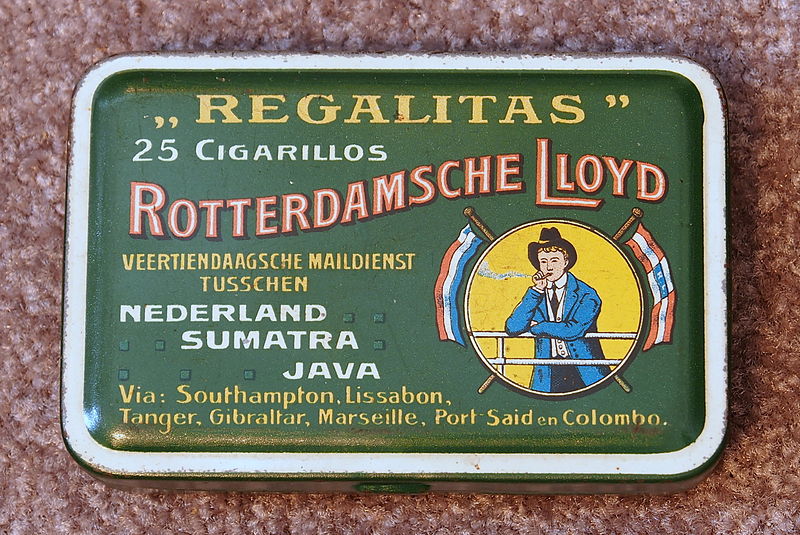 „REGALITAS”
25 CIGARILLOS
ROTTERDAMSCHE LLOYD
VEERTIENDAAGSCHE MAILDIENST
TUSSCHEN
NEDERLAND
SUMATRA
JAVA
Via: Southampton, Lissabon,
Tanger, Gibraltar, Marseille, Port-Said en Colombo.